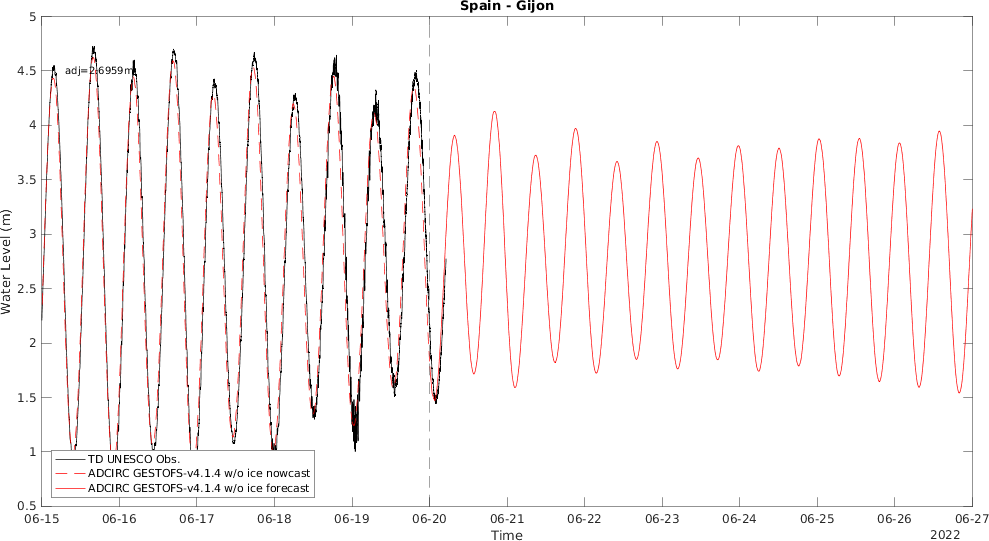 Spain - Gijon
5
4.5
4
3.5
3
2.5
2
1.5
1
0.5
Water Level (m)
adj=2.6959m
TD UNESCO Obs.
ADCIRC GESTOFS-v4.1.4 w/o ice nowcast
ADCIRC GESTOFS-v4.1.4 w/o ice forecast
06-15 06-16 06-17 06-18 06-19 06-20 06-21 06-22 06-23 06-24 06-25 06-26 06-27
Time
2022